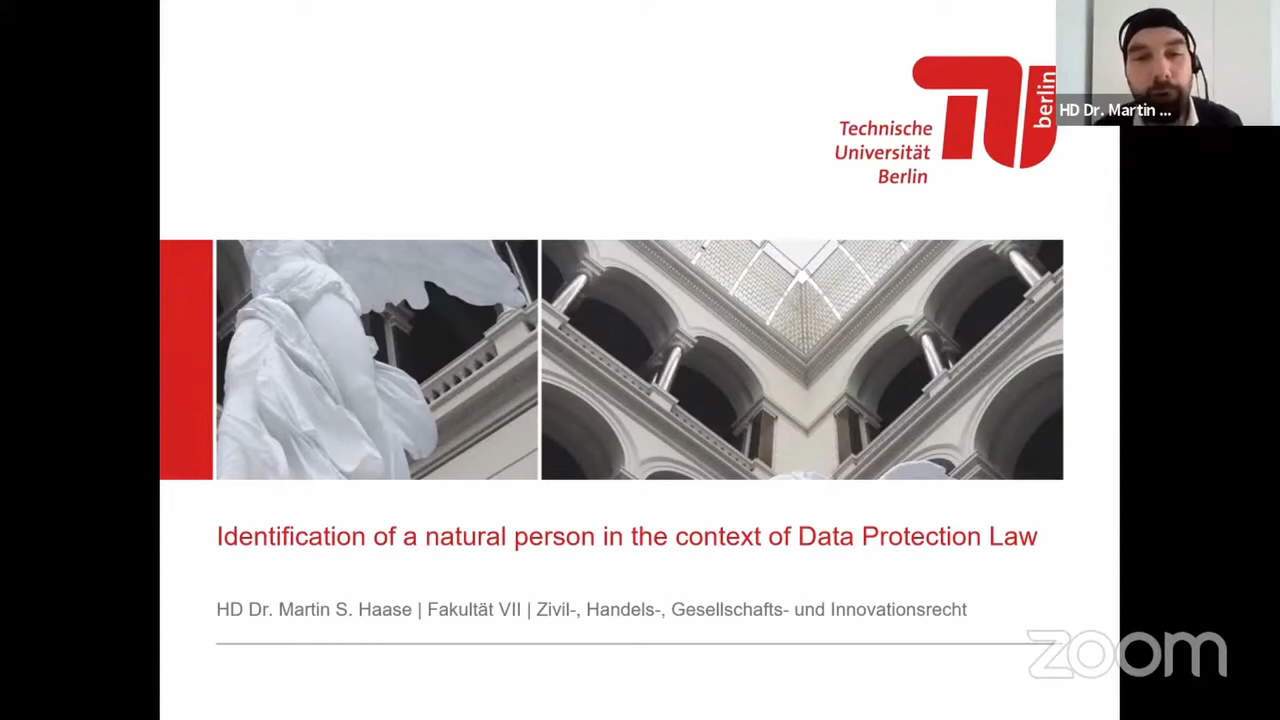 HD Dr. Martin ...
Technische
Universität
Berlin
berlin
Identification of a natural person in the context of Data Protection Law
HD Dr. Martin S. Haase | Fakultät VII | Zivil-, Handels-, Gesellschafts- und Innovationsrecht
zoom